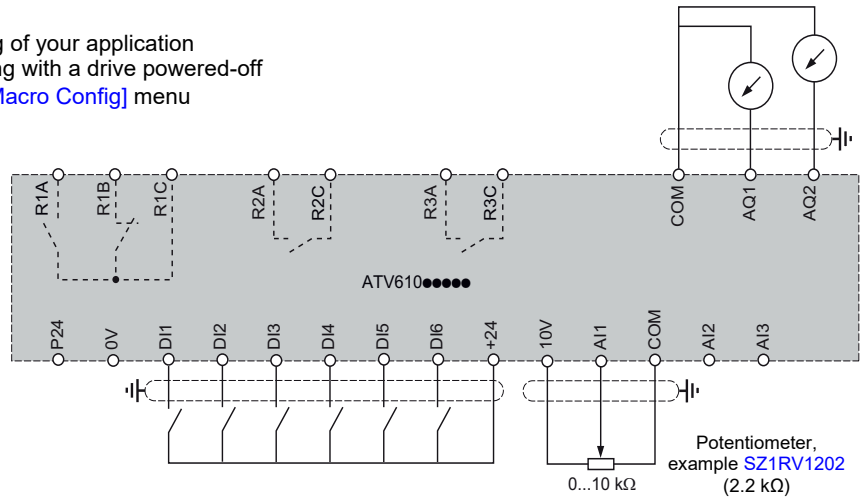 of your application
with a drive powered-off
Macro Config] menu
R1A
R1B
R1C
R2A
R2C
R3A
R3C
COM
AQ1
AQ2
ATV610●●●●●
P24
0V
DI1
DI2
DI3
DI4
DI5
DI6
+24
10V
AI1
COM
AI2
AI3
0...10 kΩ
Potentiometer,
example SZ1RV1202
(2.2 kΩ)